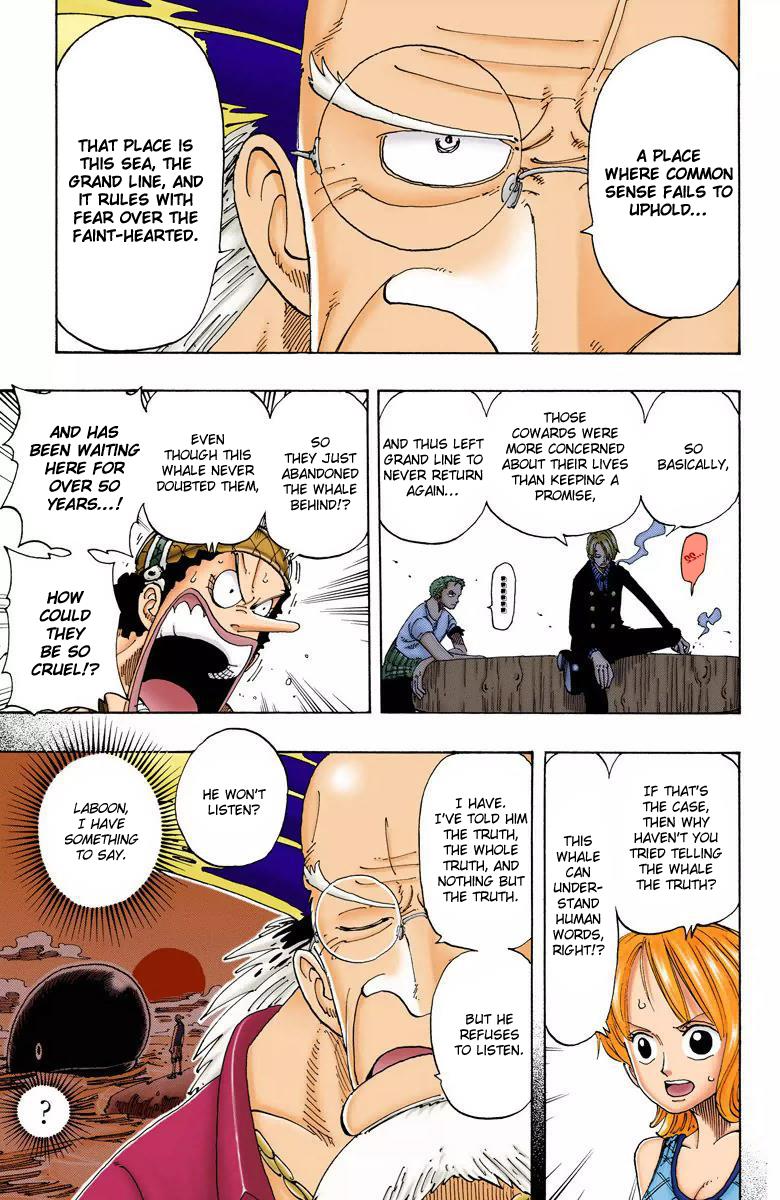 A PLACE
WHERE COMMON
SENSE FAILS TO
UPHOLD...
THAT PLACE IS
THIS SEA, THE
GRAND LINE, AND
IT RULES WITH
FEAR OVER THE
FAINT-HEARTED.
SO
BASICALLY,
THOSE
COWARDS WERE
MORE CONCERNED
ABOUT THEIR LIVES
THAN KEEPING A
PROMISE,
AND THUS LEFT
GRAND LINE TO
NEVER RETURN
AGAIN...
SO
THEY JUST
ABANDONED
THE WHALE
BEHIND!?
EVEN
THOUGH THIS
WHALE NEVER
DOUBTED THEM,
AND HAS
BEEN WAITING
HERE FOR
OVER 50
YEARS...!
HOW
COULD
THEY
BE SO
CRUEL!?
IF THAT'S
THE CASE,
THEN WHY
HAVEN'T YOU
TRIED TELLING
THE WHALE
THE TRUTH?
THIS
WHALE
CAN
UNDER-
STAND
HUMAN
WORDS,
RIGHT!?
I HAVE.
I'VE TOLD HIM
THE TRUTH,
THE WHOLE
TRUTH, AND
NOTHING BUT
THE TRUTH.
BUT HE
REFUSES
TO LISTEN.
HE WON'T
LISTEN?
LABOON,
I HAVE
SOMETHING
TO SAY.
?